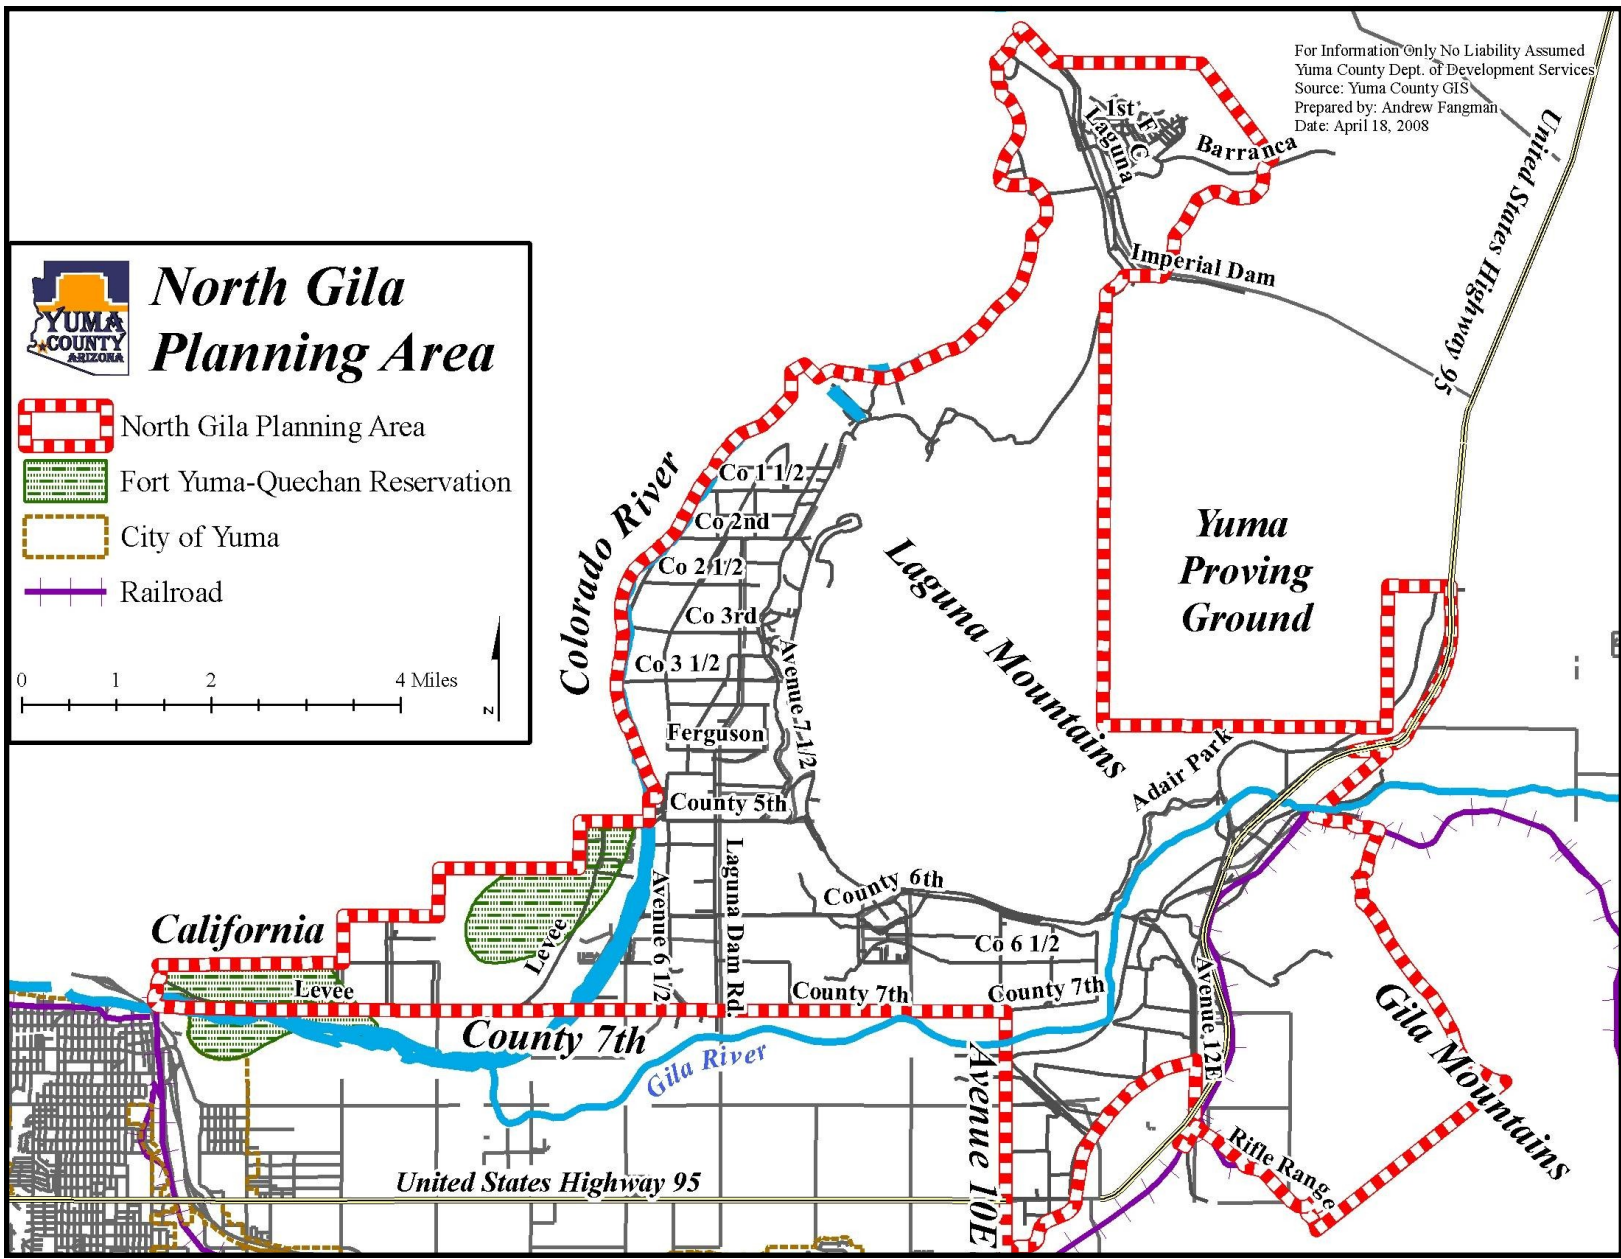 For Information Only No Liability Assumed
Yuma County Dept. of Development Services
Source: Yuma County GIS
Prepared by: Andrew Fangman
Date: April 18, 2008
1st
F
C
Laguna
Barranca
United States Highway 95
Imperial Dam
YUMA
COUNTY
ARIZONA
North Gila
Planning Area
North Gila Planning Area
Fort Yuma-Quechan Reservation
City of Yuma
Railroad
0 1 2 4 Miles
N
Colorado River
Co 1 1/2
Co 2nd
Co 2 1/2
Co 3rd
Co 3 1/2
Avenue 7 1/2
Ferguson
County 5th
Laguna Mountains
Yuma
Proving
Ground
Adair Park
County 6th
Co 6 1/2
County 7th
County 7th
Avenue 6 1/2
Laguna Dam Rd.
Levee
California
Levee
County 7th
Gila River
Avenue 10E
Avenue 12E
Gila Mountains
Rifle Range
United States Highway 95